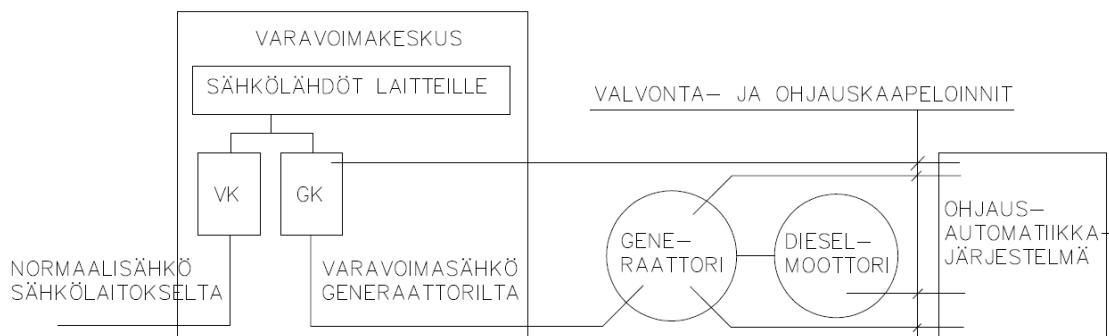 VARAVOIMAKESKUS
SÄHKÖLÄHDÖT LAITTEILLE
VALVONTA- JA OHJAUSKAAPELOINNIT
VK
GK
GENE-
RAATTORI
DIESEL-
MOOTTORI
OHJAUS-
AUTOMATIIKKA-
JÄRJESTELMÄ
NORMAALISÄHKÖ
SÄHKÖLAITOKSELTA
VARAVOIMASÄHKÖ
GENERAATTORILTA